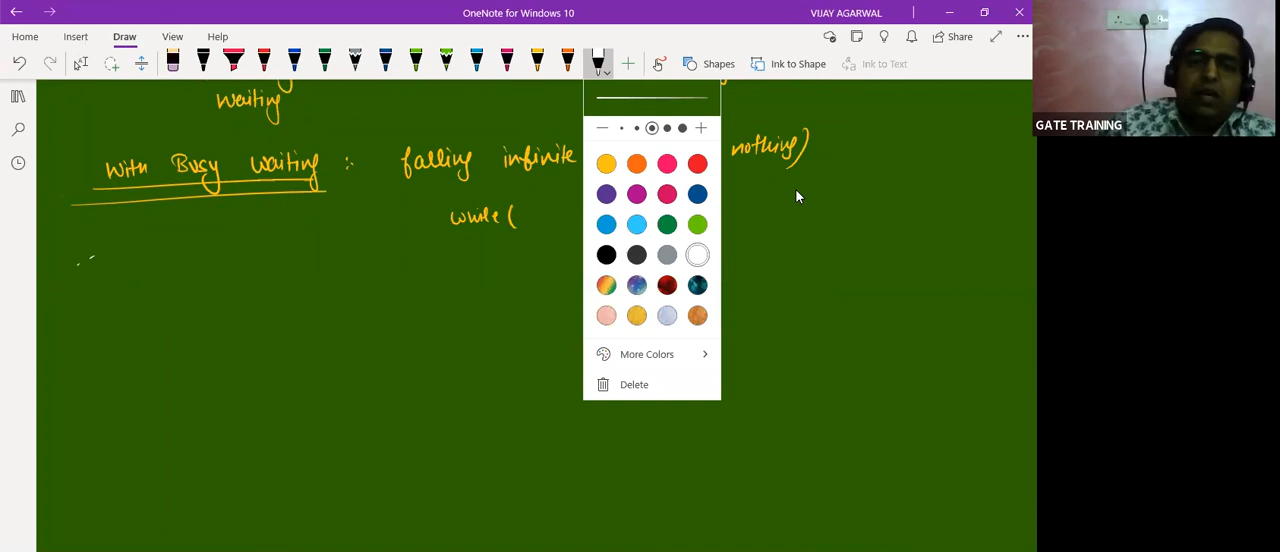 OneNote for Windows 10
VIJAY AGARWAL
Home Insert Draw View Help
Share
Shapes Ink to Shape Ink to Text
GATE TRAINING
waiting
With Busy Waiting : falling infinite nothing)
while(
More Colors
Delete